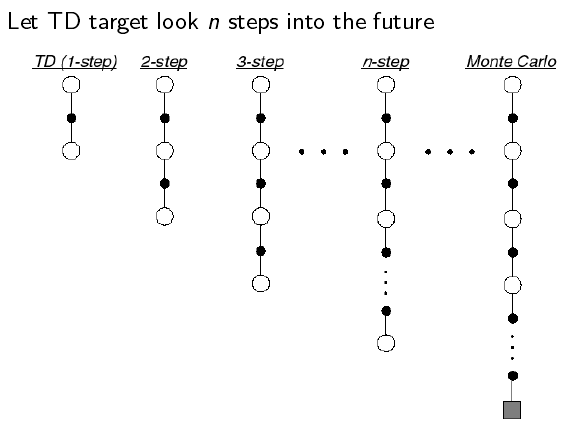 Let TD target look n steps into the future
TD (1-step) 2-step 3-step n-step Monte Carlo